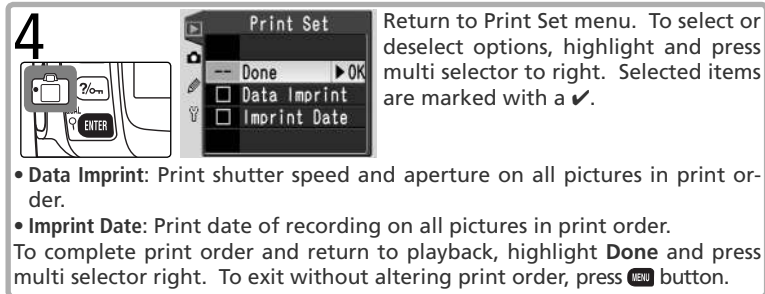 4
Print Set
-- Done ▶OK
Data Imprint
Imprint Date
?/
ENTER
Return to Print Set menu. To select or
deselect options, highlight and press
multi selector to right. Selected items
are marked with a ✔.
• Data Imprint: Print shutter speed and aperture on all pictures in print or-
der.
• Imprint Date: Print date of recording on all pictures in print order.
To complete print order and return to playback, highlight Done and press
multi selector right. To exit without altering print order, press MENU button.